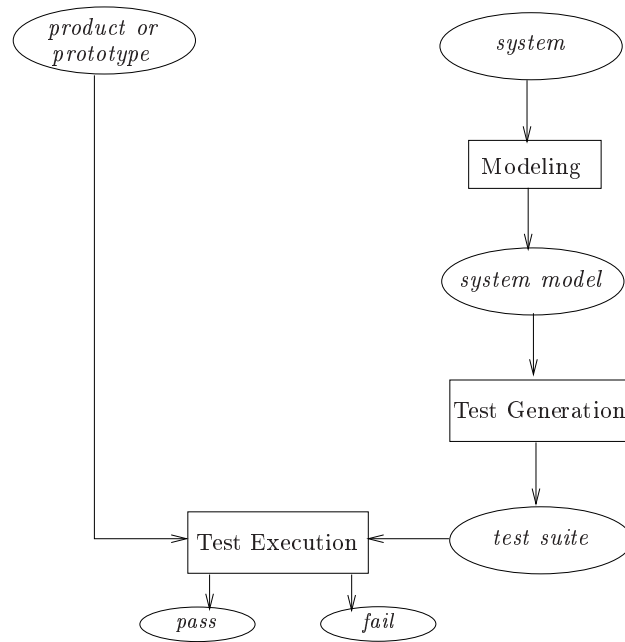 product or
prototype
system
Modeling
system model
Test Generation
test suite
Test Execution
pass
fail